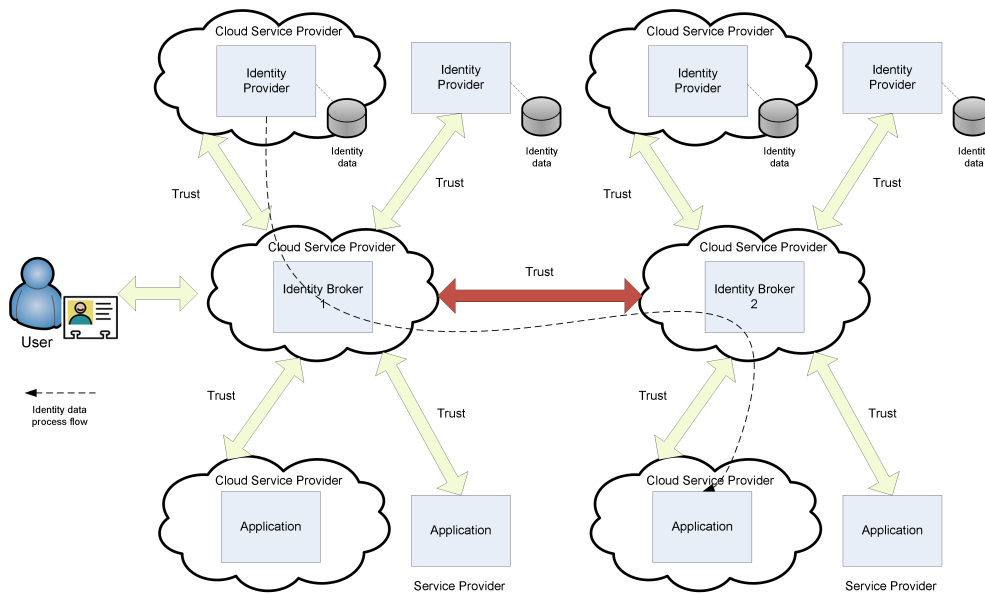 Cloud Service Provider
Cloud Service Provider
Identity
Provider
Identity
Provider
Identity
Provider
Identity
Provider
Identity
data
Identity
data
Identity
data
Identity
data
Trust
Trust
Trust
Trust
Cloud Service Provider
Cloud Service Provider
Identity Broker
1
Trust
Identity Broker
2
User
Identity data
process flow
Trust
Trust
Trust
Trust
Cloud Service Provider
Cloud Service Provider
Application
Application
Application
Application
Service Provider
Service Provider